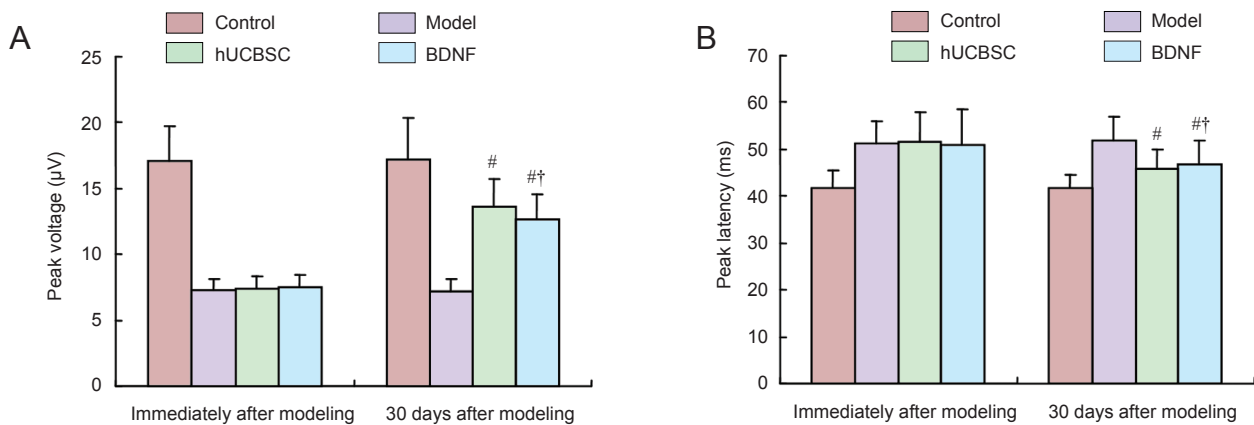 A
Control
Model
hUCBSC
BDNF
Peak voltage (μV)
25
20
15
10
5
0
#
#†
Immediately after modeling
30 days after modeling
B
Control
Model
hUCBSC
BDNF
Peak latency (ms)
70
60
50
40
30
20
10
0
#
#†
Immediately after modeling
30 days after modeling